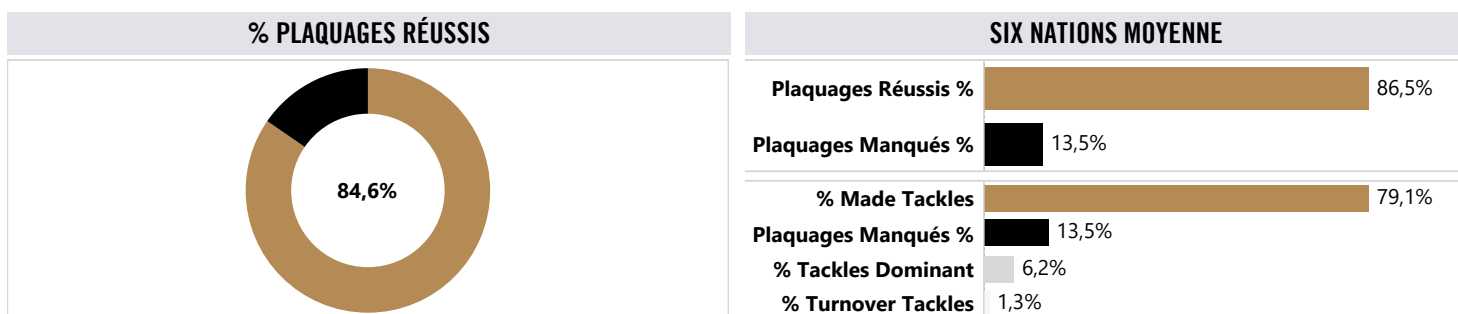 % PLAQUAGES RÉUSSIS
84,6%
SIX NATIONS MOYENNE
Plaquages Réussis % 86,5%
Plaquages Manqués % 13,5%
% Made Tackles 79,1%
Plaquages Manqués % 13,5%
% Tackles Dominant 6,2%
% Turnover Tackles 1,3%